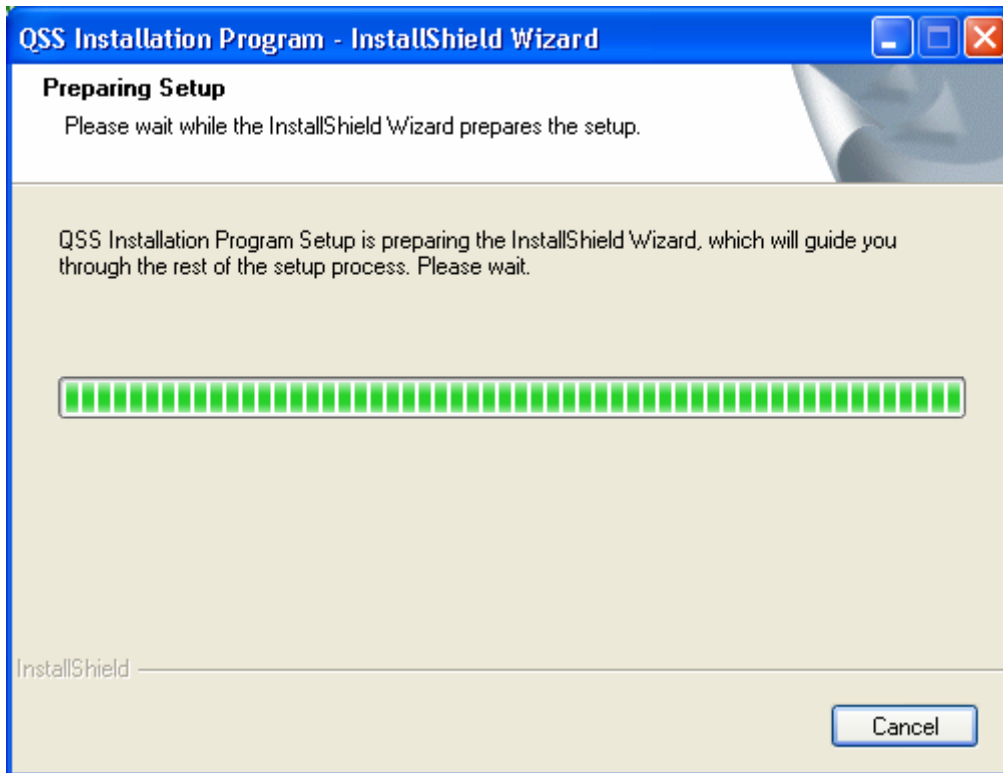 QSS Installation Program - InstallShield Wizard
Preparing Setup
Please wait while the InstallShield Wizard prepares the setup.
QSS Installation Program Setup is preparing the InstallShield Wizard, which will guide you
through the rest of the setup process. Please wait.
InstallShield
Cancel